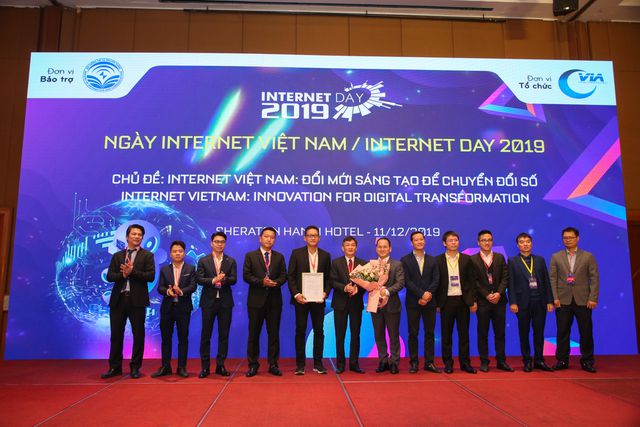 Đơn vị
Bảo trợ
INTERNET DAY
2019
Đơn vị
Tổ chức
VIA
NGÀY INTERNET VIỆT NAM / INTERNET DAY 2019
CHỦ ĐỀ: INTERNET VIỆT NAM: ĐỔI MỚI SÁNG TẠO ĐỂ CHUYỂN ĐỔI SỐ
INTERNET VIETNAM: INNOVATION FOR DIGITAL TRANSFORMATION
SHERATON HANOI HOTEL - 11/12/2019